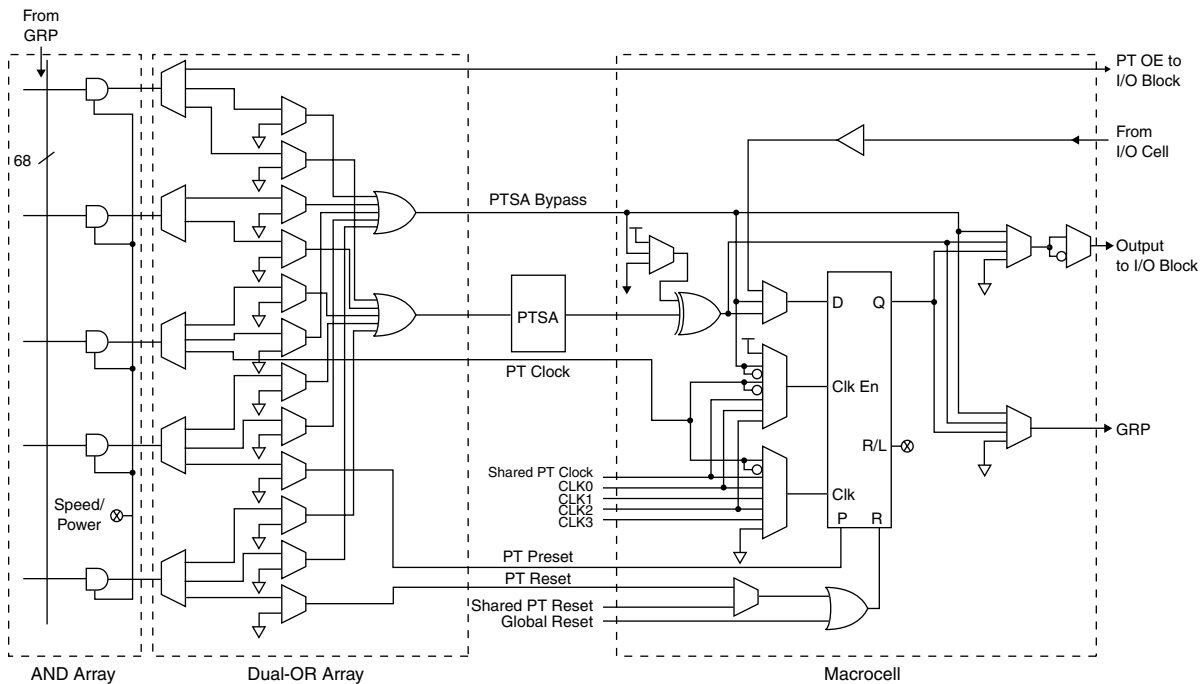 From
GRP
PT OE to
I/O Block
From
I/O Cell
68
PTSA Bypass
Output
to I/O Block
D
Q
PTSA
PT Clock
Clk En
GRP
R/L
Shared PT Clock
CLK0
CLK1
CLK2
CLK3
Clk
Speed/
Power
P
R
PT Preset
PT Reset
Shared PT Reset
Global Reset
AND Array
Dual-OR Array
Macrocell